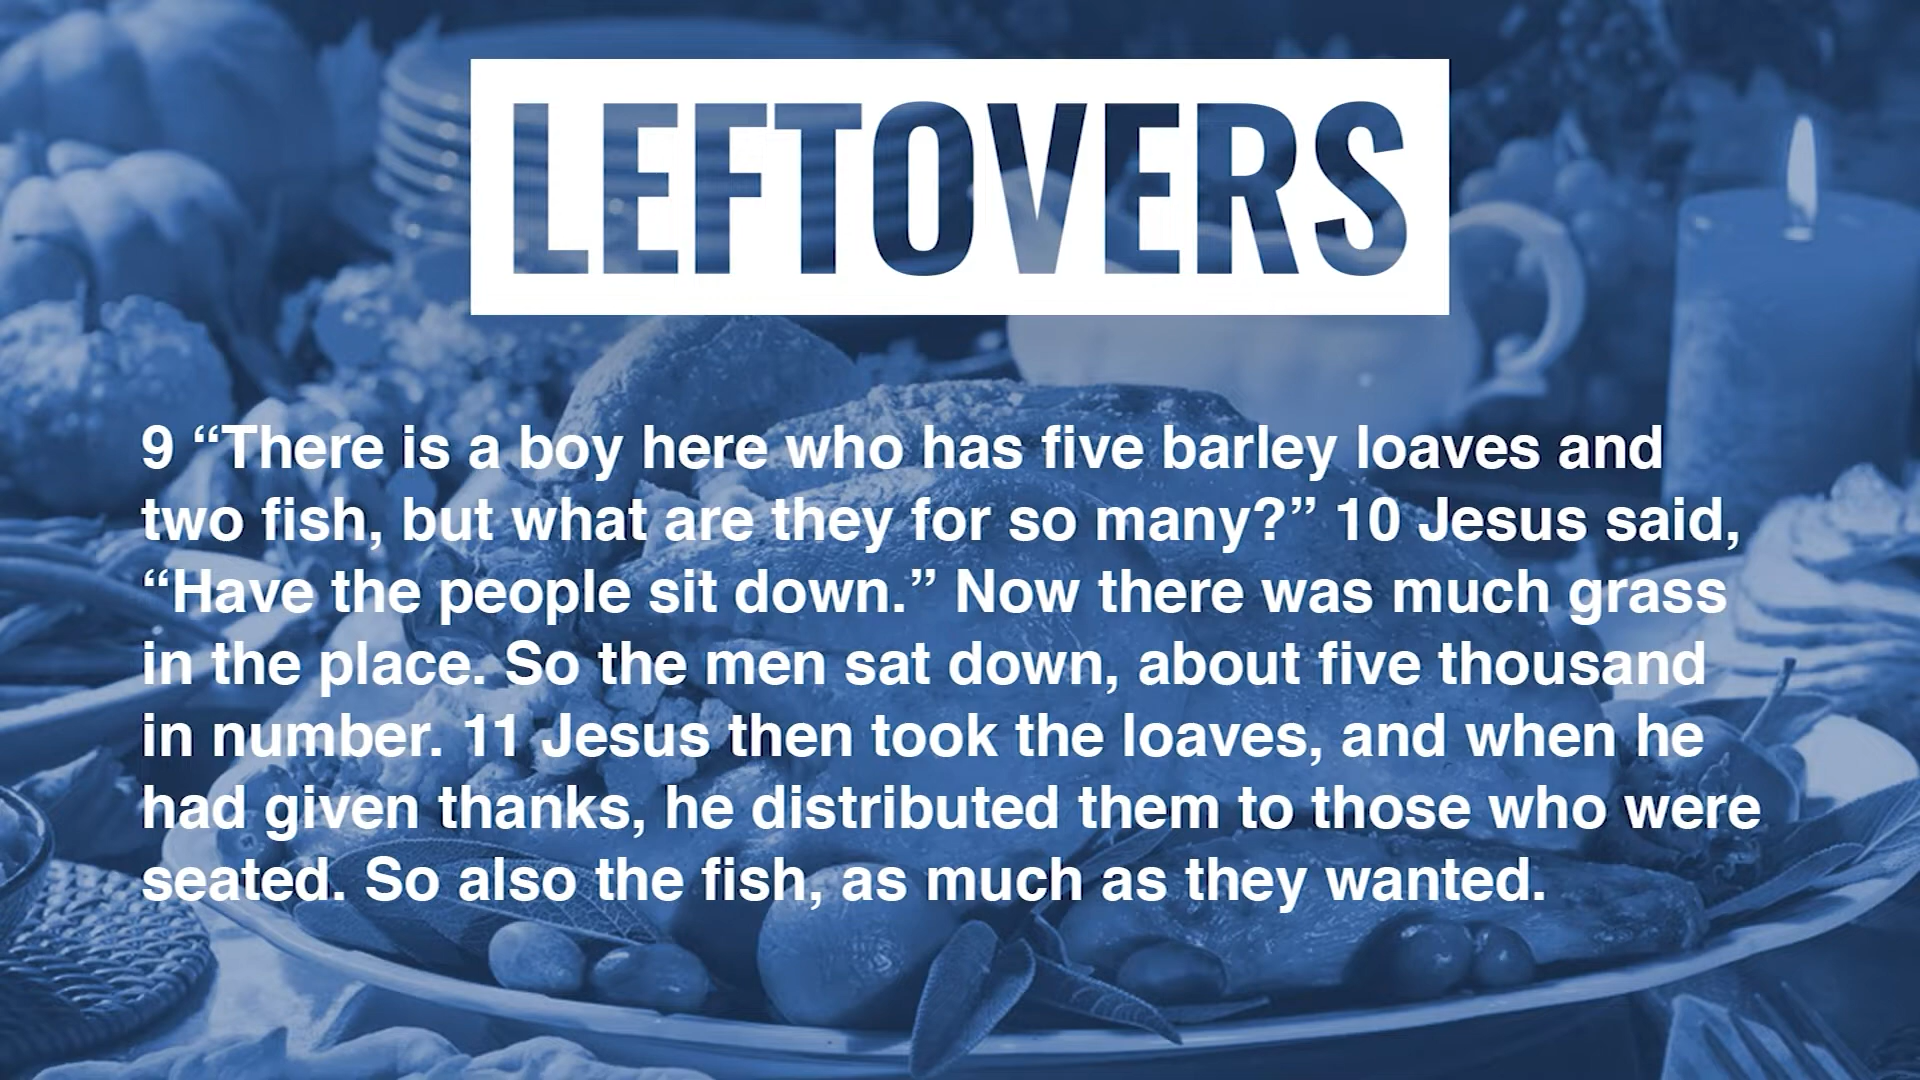 LEFTOVERS
9 “There is a boy here who has five barley loaves and
two fish, but what are they for so many?” 10 Jesus said,
“Have the people sit down.” Now there was much grass
in the place. So the men sat down, about five thousand
in number. 11 Jesus then took the loaves, and when he
had given thanks, he distributed them to those who were
seated. So also the fish, as much as they wanted.